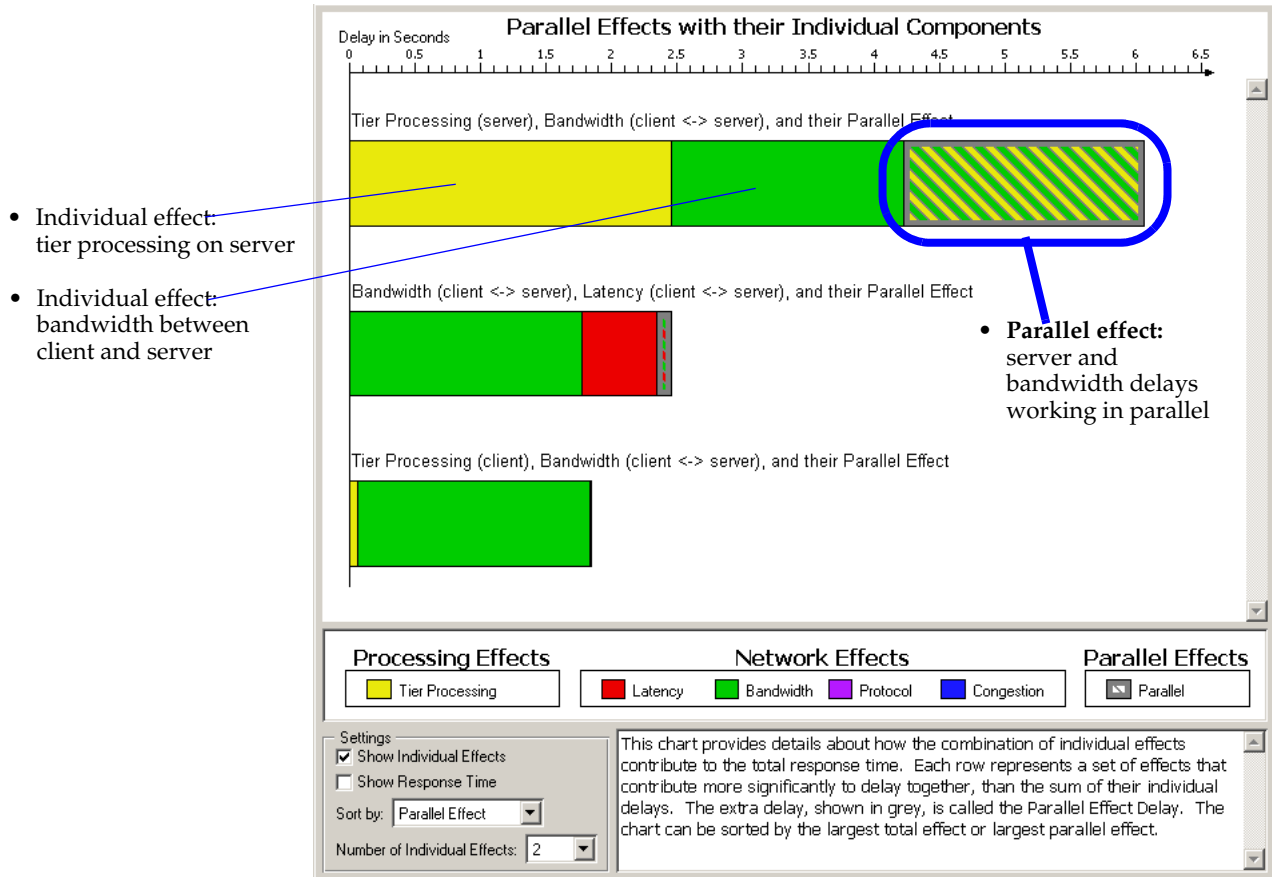 Parallel Effects with their Individual Components
Delay in Seconds
0 0.5 1 1.5 2 2.5 3 3.5 4 4.5 5 5.5 6 6.5
Tier Processing (server), Bandwidth (client <-> server), and their Parallel Effect
• Individual effect:
tier processing on server
• Individual effect:
bandwidth between
client and server
Bandwidth (client <-> server), Latency (client <-> server), and their Parallel Effect
• Parallel effect:
server and
bandwidth delays
working in parallel
Tier Processing (client), Bandwidth (client <-> server), and their Parallel Effect
Processing Effects
Tier Processing
Network Effects
Latency Bandwidth Protocol Congestion
Parallel Effects
Parallel
Settings
Show Individual Effects
Show Response Time
Sort by: Parallel Effect
Number of Individual Effects: 2
This chart provides details about how the combination of individual effects
contribute to the total response time. Each row represents a set of effects that
contribute more significantly to delay together, than the sum of their individual
delays. The extra delay, shown in grey, is called the Parallel Effect Delay. The
chart can be sorted by the largest total effect or largest parallel effect.